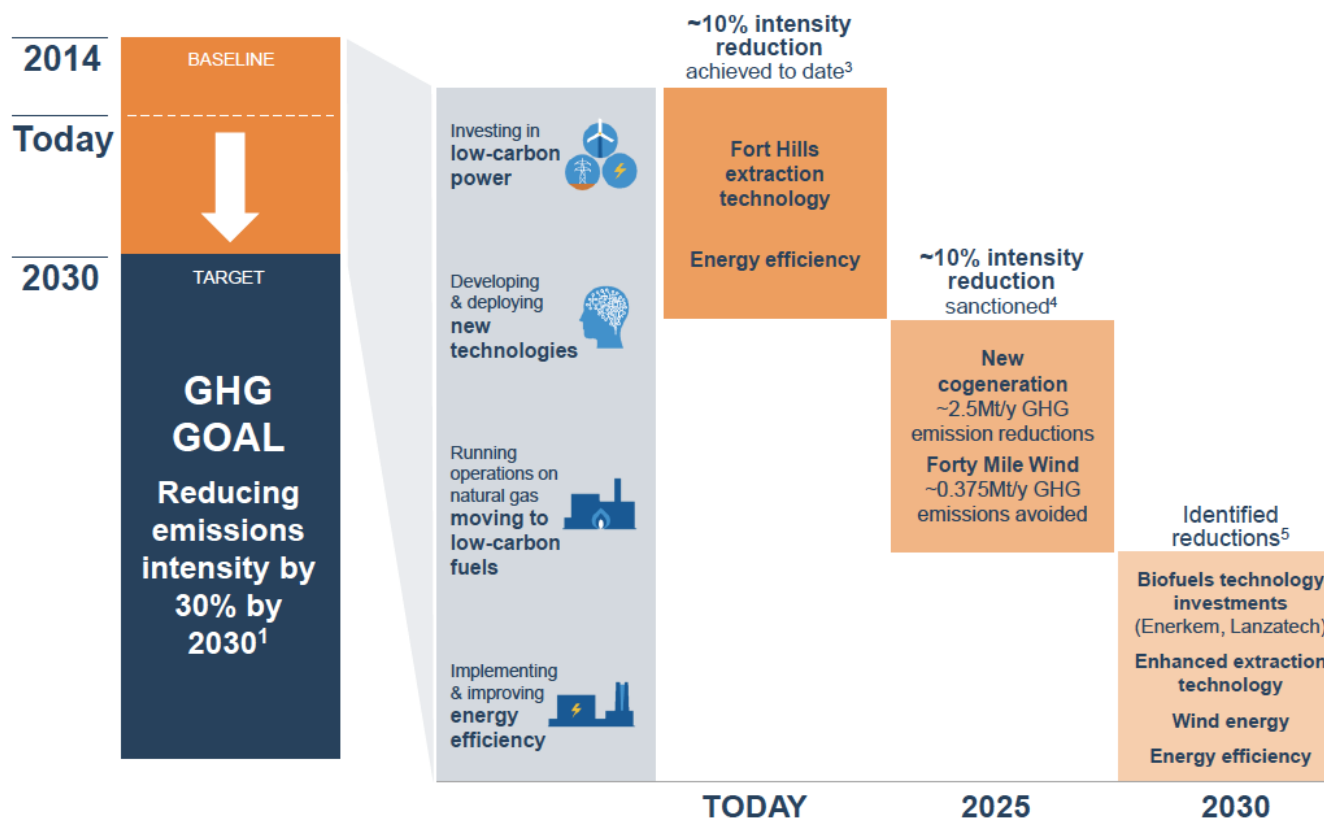 2014
BASELINE
Today
2030
TARGET
GHG
GOAL
Reducing
emissions
intensity by
30% by
2030¹
Investing in
low-carbon
power
Developing
& deploying
new
technologies
Running
operations on
natural gas
moving to
low-carbon
fuels
Implementing
& improving
energy
efficiency
~10% intensity
reduction
achieved to date³
Fort Hills
extraction
technology
Energy efficiency
TODAY
~10% intensity
reduction
sanctioned⁴
New
cogeneration
~2.5Mt/y GHG
emission reductions
Forty Mile Wind
~0.375Mt/y GHG
emissions avoided
2025
Identified
reductions⁵
Biofuels technology
investments
(Enerkem, Lanzatech)
Enhanced extraction
technology
Wind energy
Energy efficiency
2030